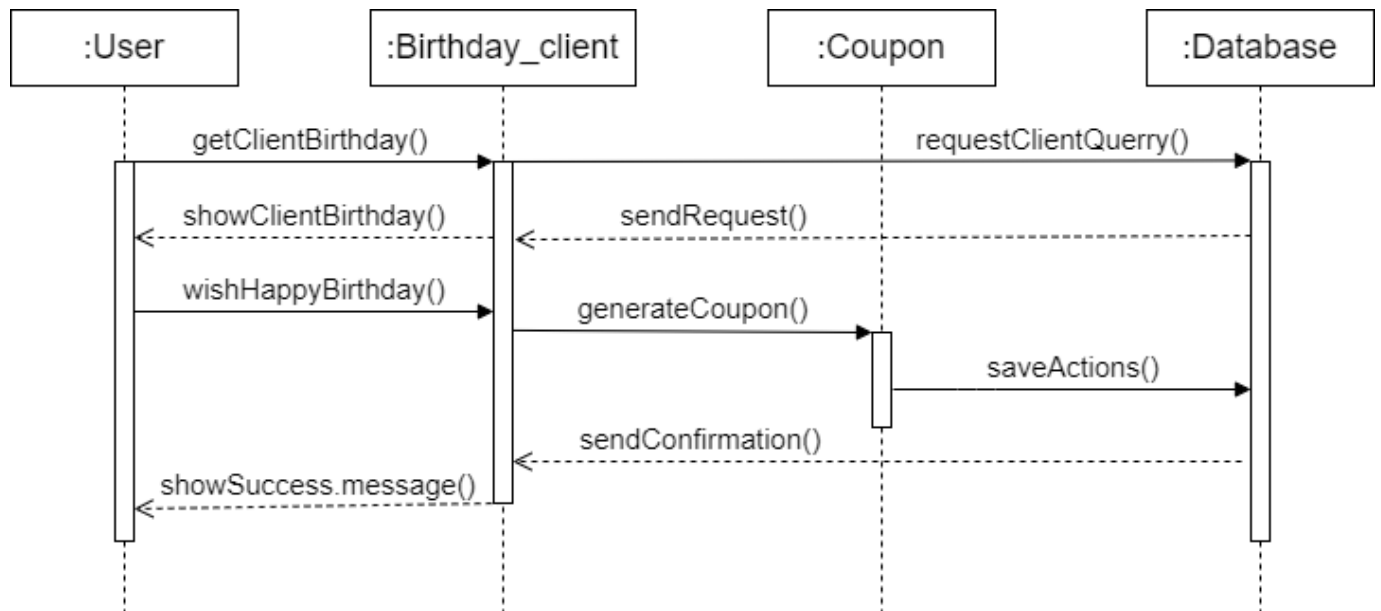 :User
:Birthday_client
:Coupon
:Database
getClientBirthday()
requestClientQuerry()
showClientBirthday()
sendRequest()
wishHappyBirthday()
generateCoupon()
saveActions()
sendConfirmation()
showSuccess.message()